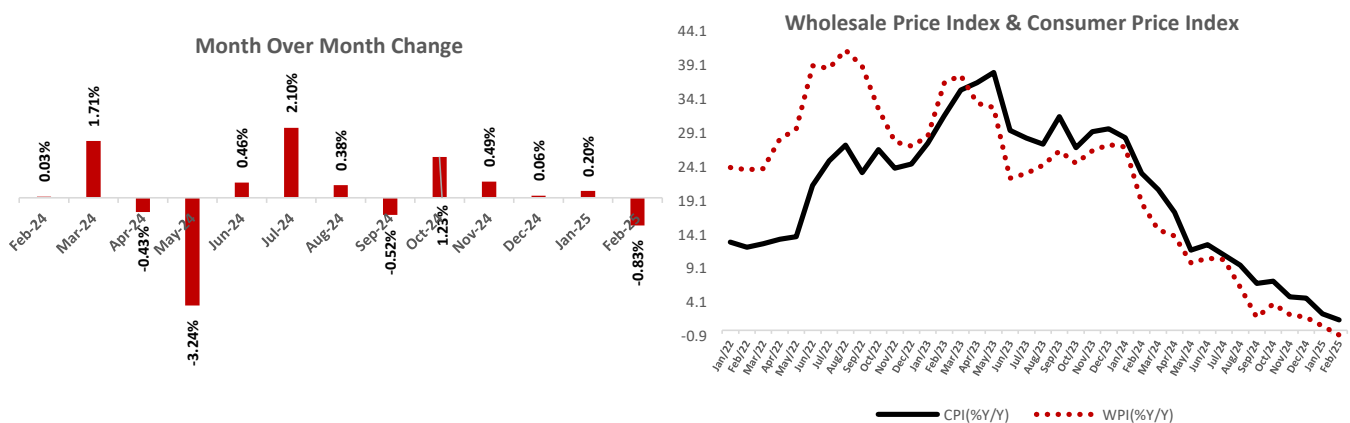 Month Over Month Change
0.03%
1.71%
-0.43%
-3.24%
0.46%
2.10%
0.38%
-0.52%
1.23%
0.49%
0.06%
0.20%
-0.83%
Feb-24
Mar-24
Apr-24
May-24
Jun-24
Jul-24
Aug-24
Sep-24
Oct-24
Nov-24
Dec-24
Jan-25
Feb-25
Wholesale Price Index & Consumer Price Index
44.1
39.1
34.1
29.1
24.1
19.1
14.1
9.1
4.1
-0.9
Jan/22
Feb/22
Mar/22
Apr/22
May/22
Jun/22
Jul/22
Aug/22
Sep/22
Oct/22
Nov/22
Dec/22
Jan/23
Feb/23
Mar/23
Apr/23
May/23
Jun/23
Jul/23
Aug/23
Sep/23
Oct/23
Nov/23
Dec/23
Jan/24
Feb/24
Mar/24
Apr/24
May/24
Jun/24
Jul/24
Aug/24
Sep/24
Oct/24
Nov/24
Dec/24
Jan/25
Feb/25
CPI(%Y/Y)
WPI(%Y/Y)